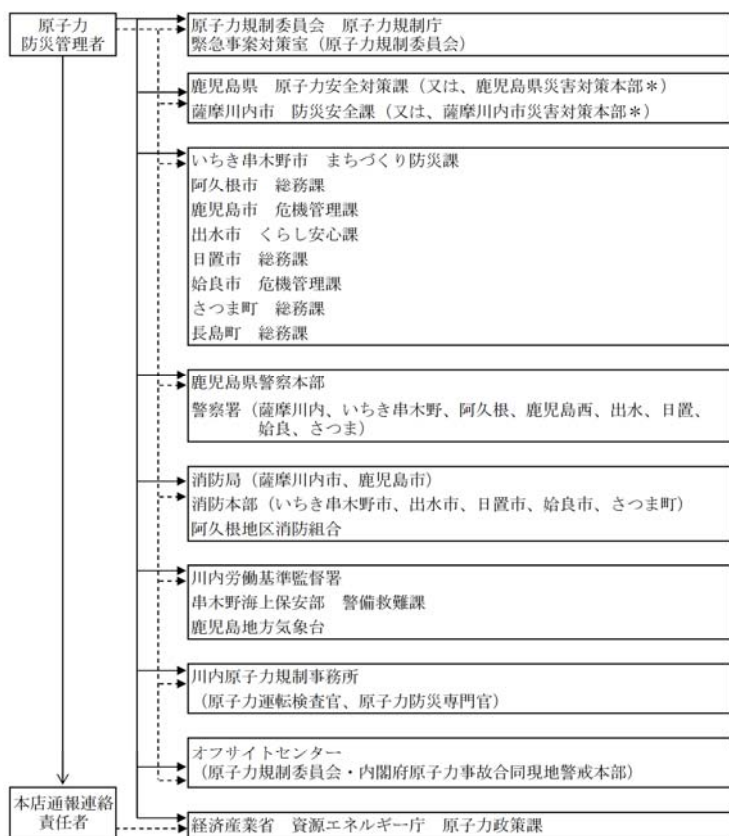 原子力
防災管理者
原子力規制委員会　原子力規制庁
緊急事案対策室（原子力規制委員会）
鹿児島県　原子力安全対策課（又は、鹿児島県災害対策本部＊）
薩摩川内市　防災安全課（又は、薩摩川内市災害対策本部＊）
いちき串木野市　まちづくり防災課
阿久根市　総務課
鹿児島市　危機管理課
出水市　くらし安心課
日置市　総務課
姶良市　危機管理課
さつま町　総務課
長島町　総務課
鹿児島県警察本部
警察署（薩摩川内、いちき串木野、阿久根、鹿児島西、出水、日置、
姶良、さつま）
消防局（薩摩川内市、鹿児島市）
消防本部（いちき串木野市、出水市、日置市、姶良市、さつま町）
阿久根地区消防組合
川内労働基準監督署
串木野海上保安部　警備救難課
鹿児島地方気象台
川内原子力規制事務所
（原子力運転検査官、原子力防災専門官）
オフサイトセンター
（原子力規制委員会・内閣府原子力事故合同現地警戒本部）
本店通報連絡
責任者
経済産業省　資源エネルギー庁　原子力政策課